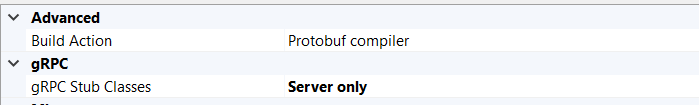 Advanced
Build Action Protobuf compiler
gRPC
gRPC Stub Classes Server only